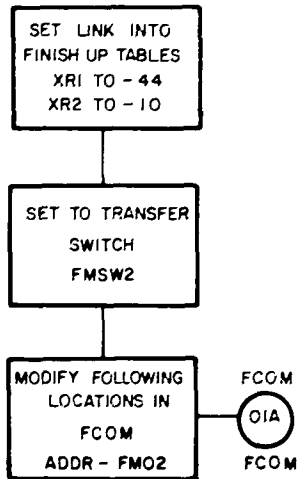 SET LINK INTO
FINISH UP TABLES
XR1 TO - 44
XR2 TO - 10
SET TO TRANSFER
SWITCH
FMSW2
MODIFY FOLLOWING
LOCATIONS IN
FCOM
ADDR - FM02
FCOM
01A
FCOM